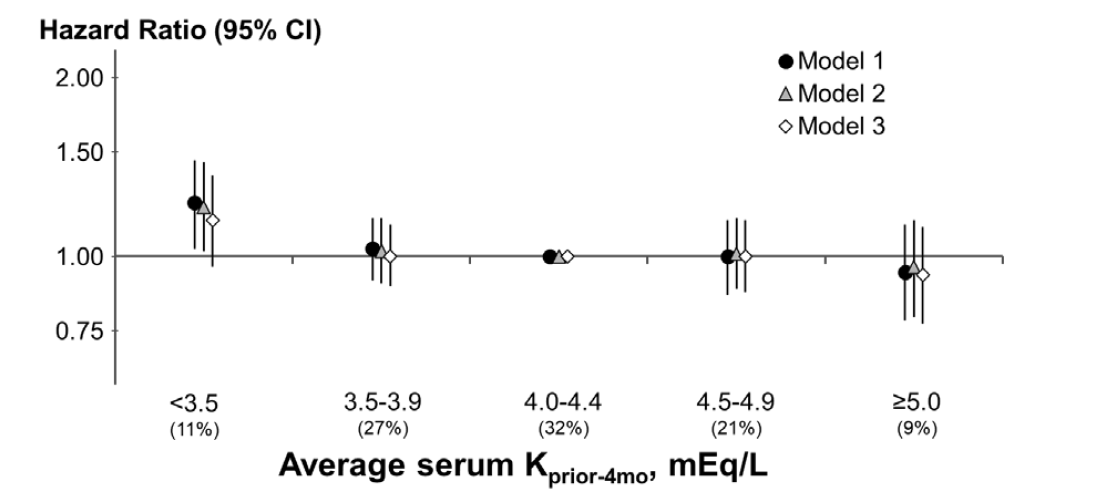 Hazard Ratio (95% CI)
2.00
1.50
1.00
0.75
Model 1
Model 2
Model 3
<3.5 3.5-3.9 4.0-4.4 4.5-4.9 ≥5.0
(11%) (27%) (32%) (21%) (9%)
Average serum Kprior-4mo, mEq/L